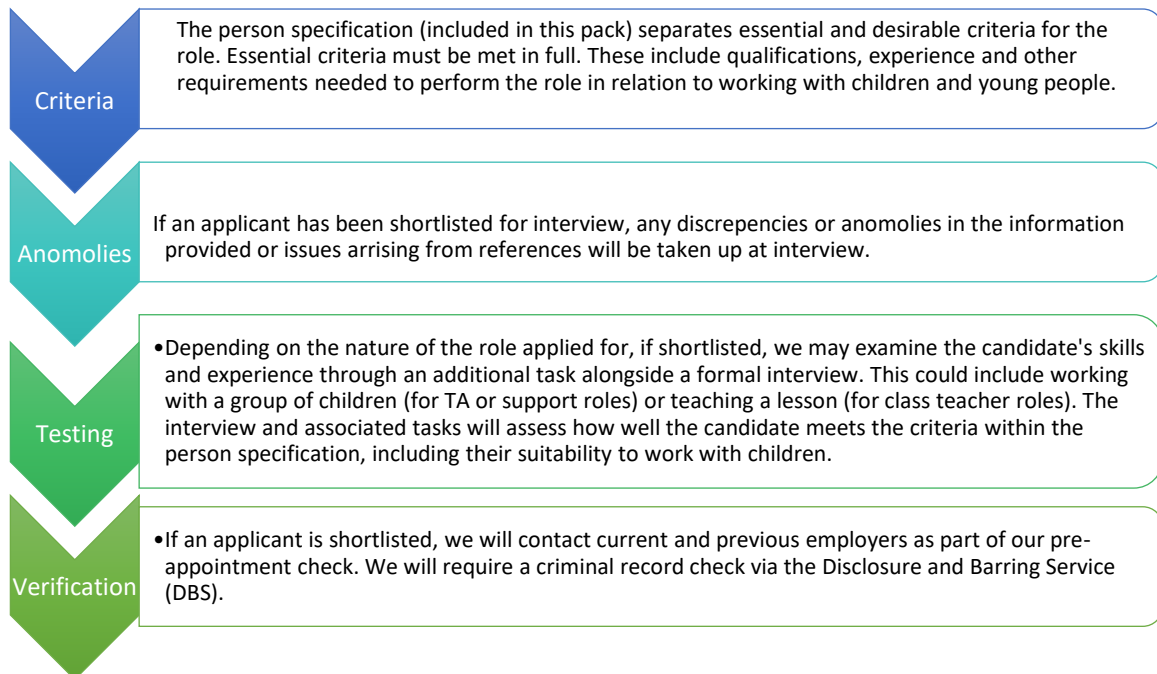 Criteria
The person specification (included in this pack) separates essential and desirable criteria for the
role. Essential criteria must be met in full. These include qualifications, experience and other
requirements needed to perform the role in relation to working with children and young people.
Anomolies
If an applicant has been shortlisted for interview, any discrepencies or anomolies in the information
provided or issues arrising from references will be taken up at interview.
Testing
•Depending on the nature of the role applied for, if shortlisted, we may examine the candidate's skills
and experience through an additional task alongside a formal interview. This could include working
with a group of children (for TA or support roles) or teaching a lesson (for class teacher roles). The
interview and associated tasks will assess how well the candidate meets the criteria within the
person specification, including their suitability to work with children.
Verification
•If an applicant is shortlisted, we will contact current and previous employers as part of our pre-
appointment check. We will require a criminal record check via the Disclosure and Barring Service
(DBS).